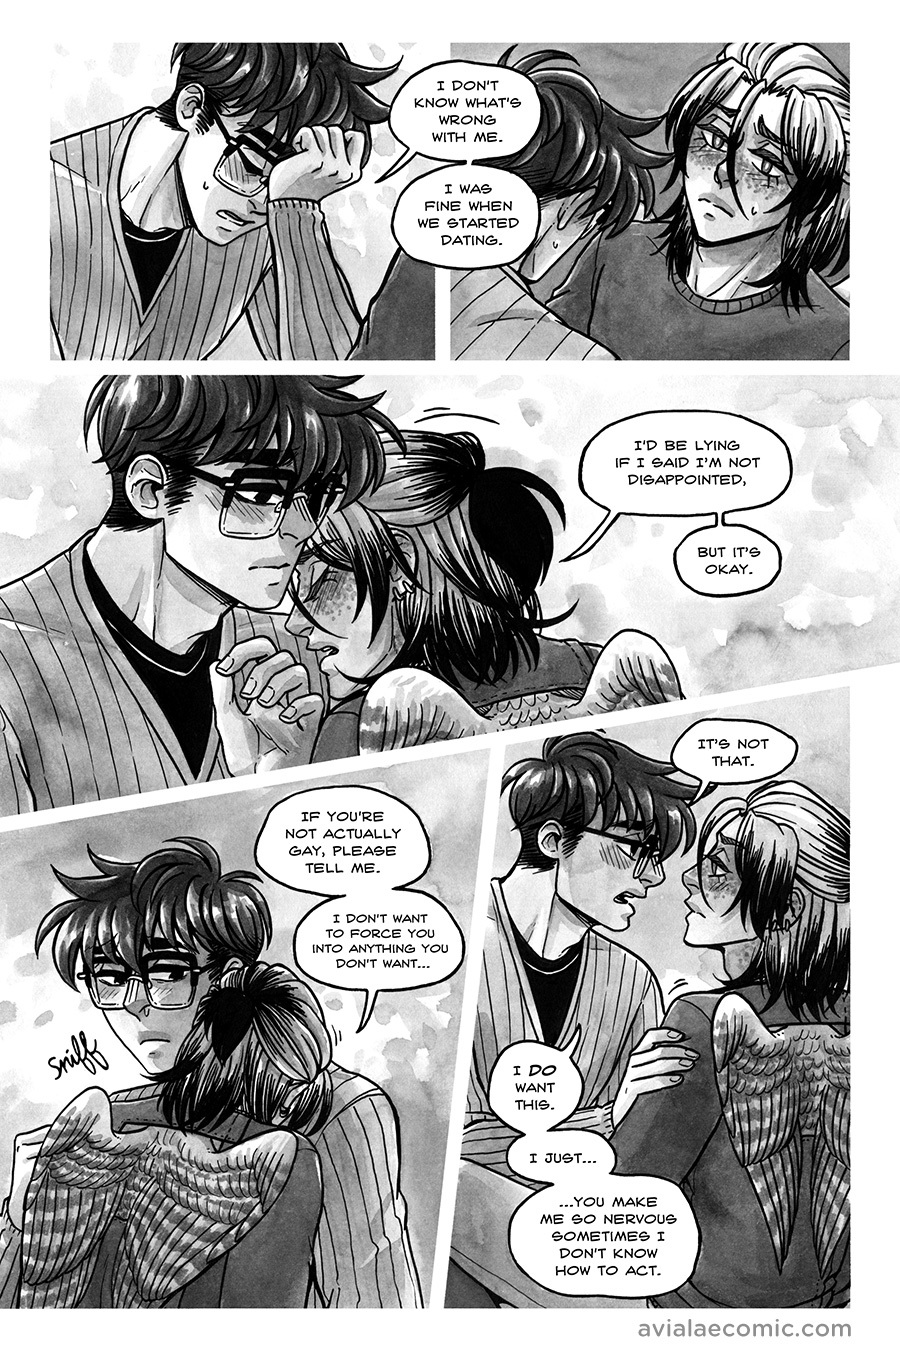 I DON'T
KNOW WHAT'S
WRONG
WITH ME.
I WAS
FINE WHEN
WE STARTED
DATING.
I'D BE LYING
IF I SAID I'M NOT
DISAPPOINTED,
BUT IT'S
OKAY.
IF YOU'RE
NOT ACTUALLY
GAY, PLEASE
TELL ME.
I DON'T WANT
TO FORCE YOU
INTO ANYTHING YOU
DON'T WANT...
Sniff
IT'S NOT
THAT.
I DO
WANT
THIS.
I JUST...
...YOU MAKE
ME SO NERVOUS
SOMETIMES I
DON'T KNOW
HOW TO ACT.
avialaecomic.com